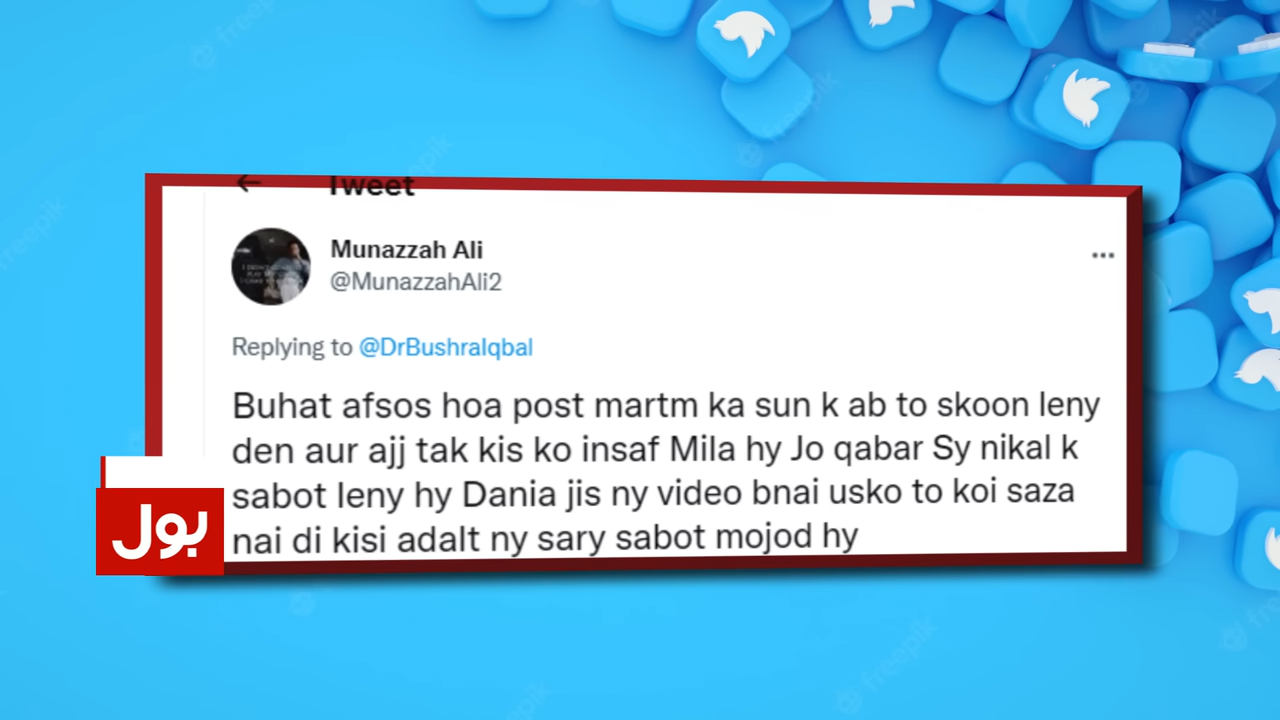 Tweet
Munazzah Ali
@MunazzahAli2
Replying to @DrBushraIqbal
Buhat afsos hoa post martm ka sun k ab to skoon leny
den aur ajj tak kis ko insaf Mila hy Jo qabar Sy nikal k
sabot leny hy Dania jis ny video bnai usko to koi saza
nai di kisi adalt ny sary sabot mojod hy
بول